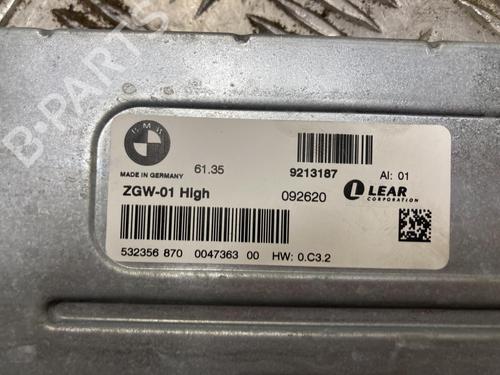 B-PARTS
BMW
MADE IN GERMANY 61.35 9213187 AI: 01
ZGW-01 High 092620 LEAR
CORPORATION
532356 870 0047363 00 HW: 0.C3.2